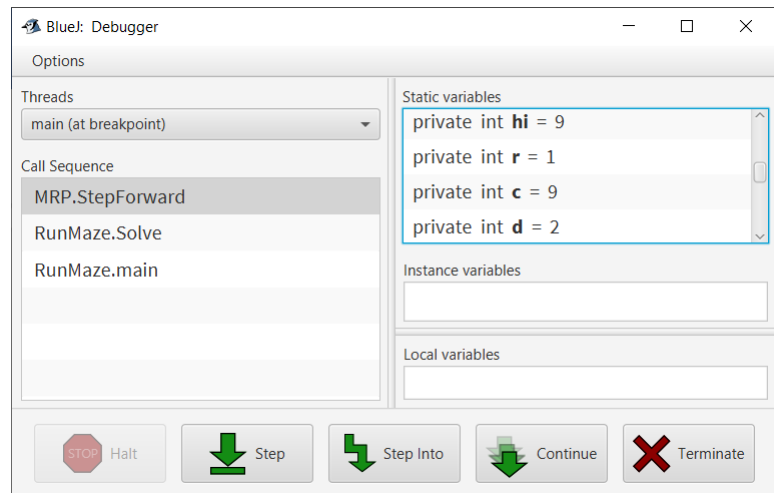 BlueJ: Debugger
Options
Threads
main (at breakpoint)
Call Sequence
MRP.StepForward
RunMaze.Solve
RunMaze.main
Static variables
private int hi = 9
private int r = 1
private int c = 9
private int d = 2
Instance variables
Local variables
STOP Halt
Step
Step Into
Continue
Terminate